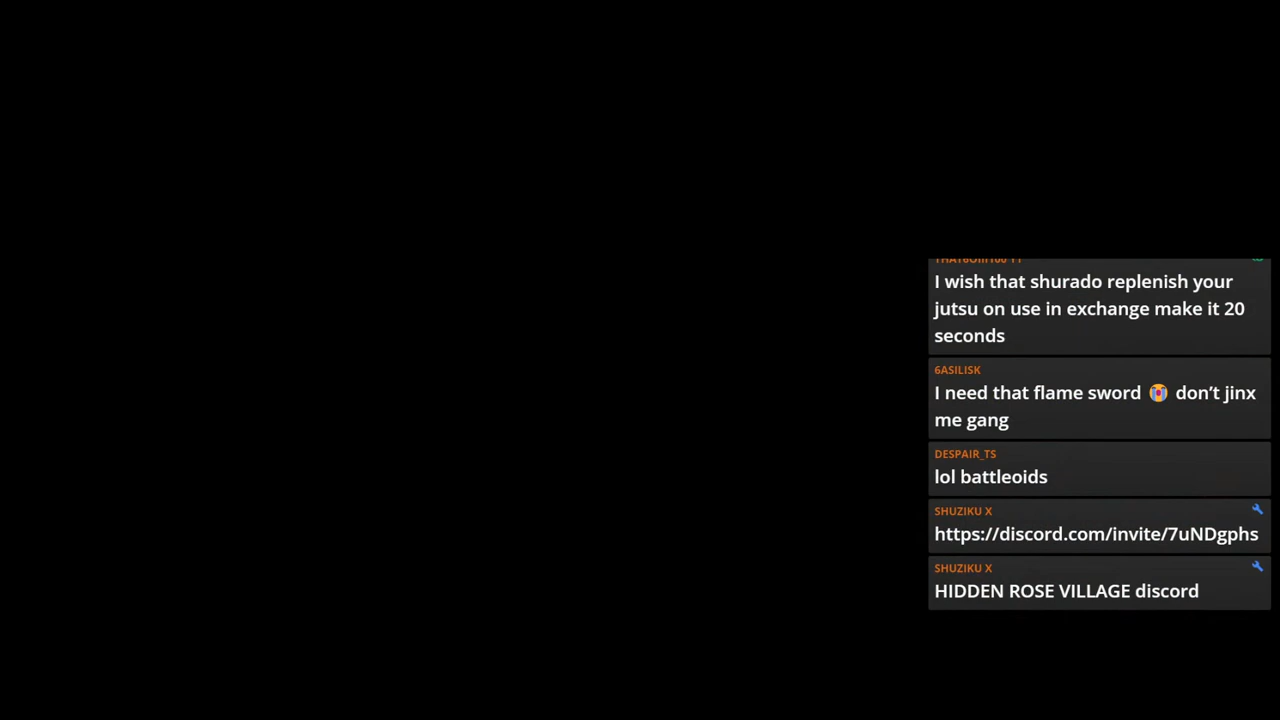 I wish that shurado replenish your
jutsu on use in exchange make it 20
seconds
6ASILISK
I need that flame sword 😭 don’t jinx
me gang
DESPAIR_TS
lol battleoids
SHUZIKU X
https://discord.com/invite/7uNDgphs
SHUZIKU X
HIDDEN ROSE VILLAGE discord